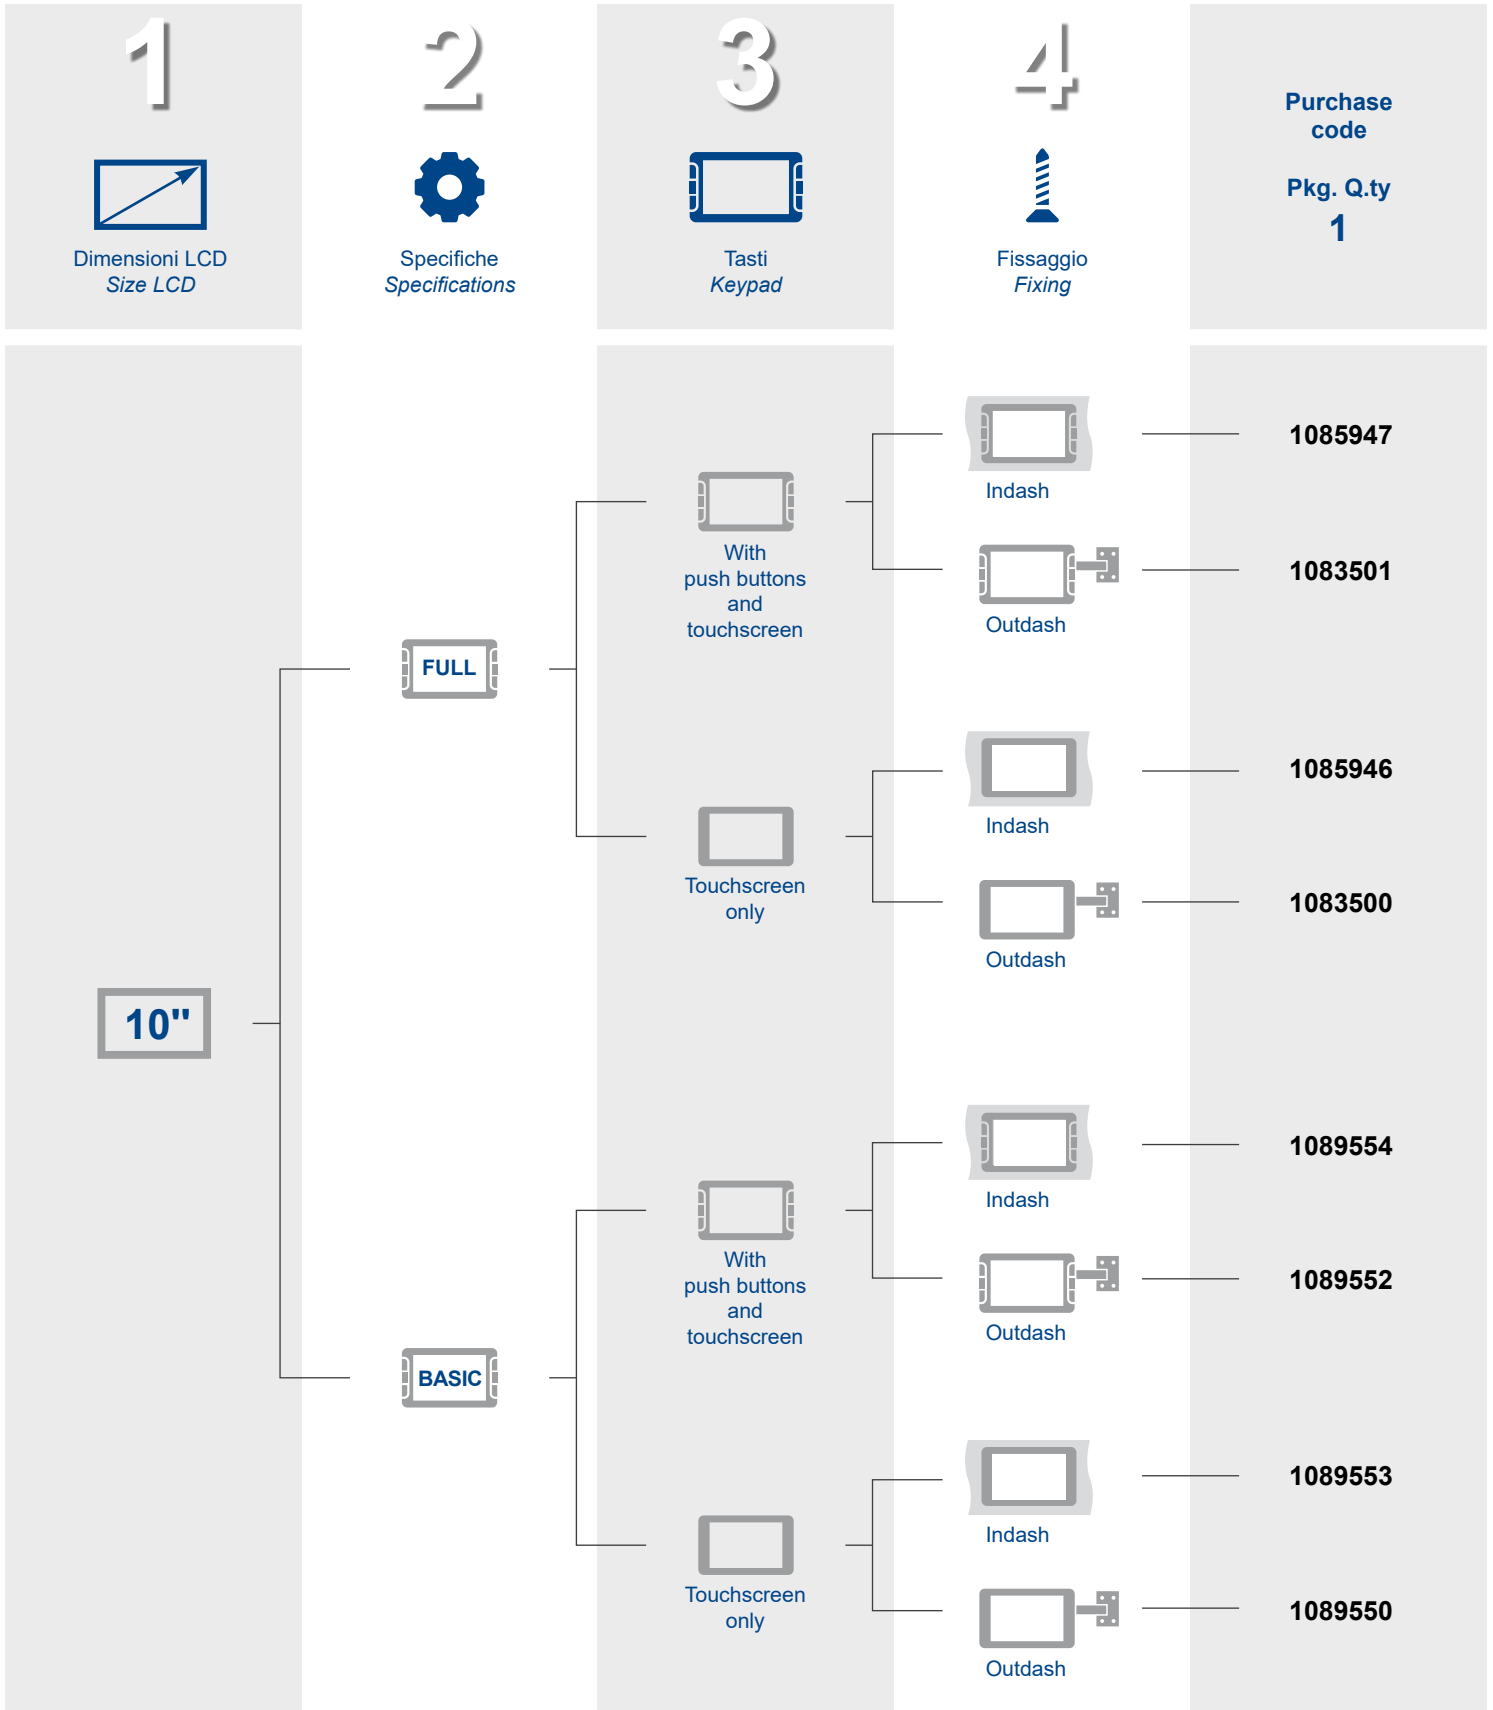 1
Dimensioni LCD
Size LCD
2
Specifiche
Specifications
3
Tasti
Keypad
4
Fissaggio
Fixing
Purchase
code
Pkg. Q.ty
1
10"
FULL
With
push buttons
and
touchscreen
Indash
1085947
Outdash
1083501
Touchscreen
only
Indash
1085946
Outdash
1083500
BASIC
With
push buttons
and
touchscreen
Indash
1089554
Outdash
1089552
Touchscreen
only
Indash
1089553
Outdash
1089550